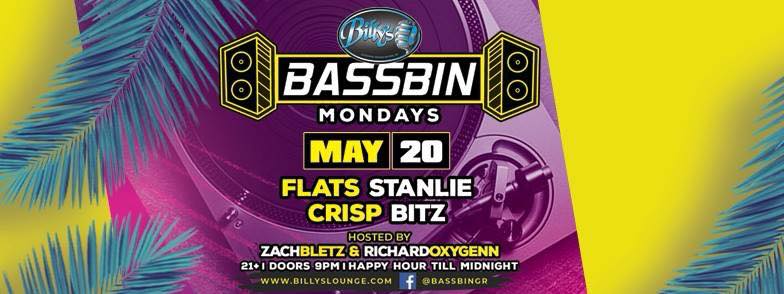 Billy's
BASSBIN
MONDAYS
MAY 20
FLATS STANLIE
CRISP BITZ
HOSTED BY
ZACHBLETZ & RICHARDOXYGENN
21+ | DOORS 9PM | HAPPY HOUR TILL MIDNIGHT
WWW.BILLYSLOUNGE.COM f @BASSBINGR